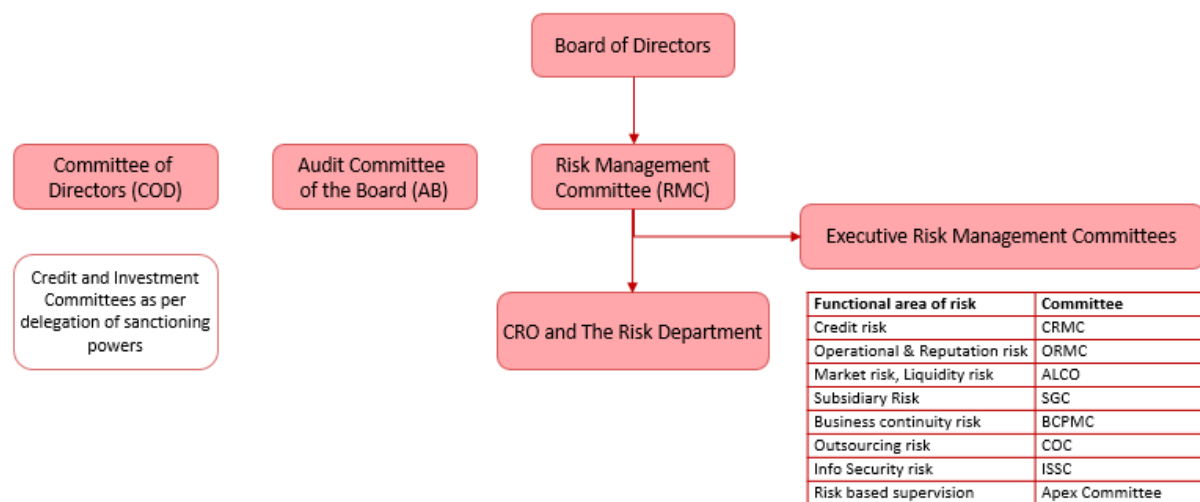 Board of Directors
Committee of
Directors (COD)
Audit Committee
of the Board (AB)
Risk Management
Committee (RMC)
Executive Risk Management Committees
Credit and Investment
Committees as per
delegation of sanctioning
powers
CRO and The Risk Department
Functional area of risk Committee
Credit risk CRMC
Operational & Reputation risk ORMC
Market risk, Liquidity risk ALCO
Subsidiary Risk SGC
Business continuity risk BCPMC
Outsourcing risk COC
Info Security risk ISSC
Risk based supervision Apex Committee